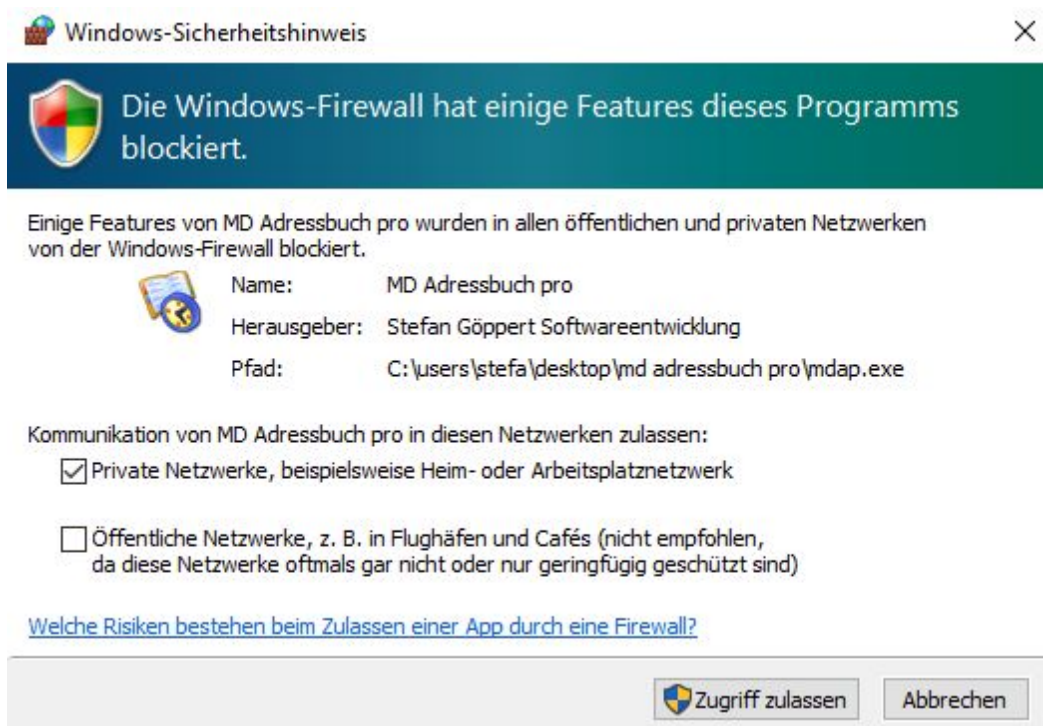 Windows-Sicherheitshinweis
Die Windows-Firewall hat einige Features dieses Programms
blockiert.
Einige Features von MD Adressbuch pro wurden in allen öffentlichen und privaten Netzwerken
von der Windows-Firewall blockiert.
Name: MD Adressbuch pro
Herausgeber: Stefan Göppert Softwareentwicklung
Pfad: C:\users\stefa\desktop\md adressbuch pro\mdap.exe
Kommunikation von MD Adressbuch pro in diesen Netzwerken zulassen:
Private Netzwerke, beispielsweise Heim- oder Arbeitsplatznetzwerk
Öffentliche Netzwerke, z. B. in Flughäfen und Cafés (nicht empfohlen,
da diese Netzwerke oftmals gar nicht oder nur geringfügig geschützt sind)
Welche Risiken bestehen beim Zulassen einer App durch eine Firewall?
Zugriff zulassen Abbrechen